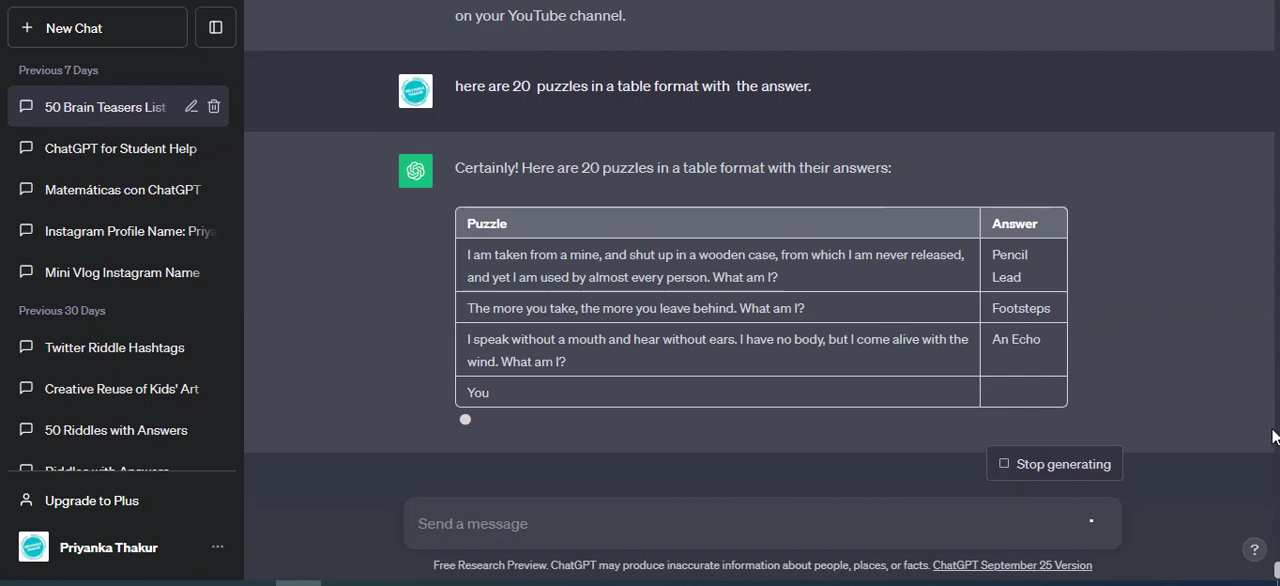 New Chat
Previous 7 Days
50 Brain Teasers List
ChatGPT for Student Help
Matemáticas con ChatGPT
Instagram Profile Name: Priya
Mini Vlog Instagram Name
Previous 30 Days
Twitter Riddle Hashtags
Creative Reuse of Kids' Art
50 Riddles with Answers
Riddles with Answers
Upgrade to Plus
Priyanka Thakur
on your YouTube channel.
here are 20 puzzles in a table format with the answer.
Certainly! Here are 20 puzzles in a table format with their answers:
Puzzle Answer
I am taken from a mine, and shut up in a wooden case, from which I am never released, Pencil
and yet I am used by almost every person. What am I? Lead
The more you take, the more you leave behind. What am I? Footsteps
I speak without a mouth and hear without ears. I have no body, but I come alive with the An Echo
wind. What am I?
You
Stop generating
Send a message
Free Research Preview. ChatGPT may produce inaccurate information about people, places, or facts. ChatGPT September 25 Version
?